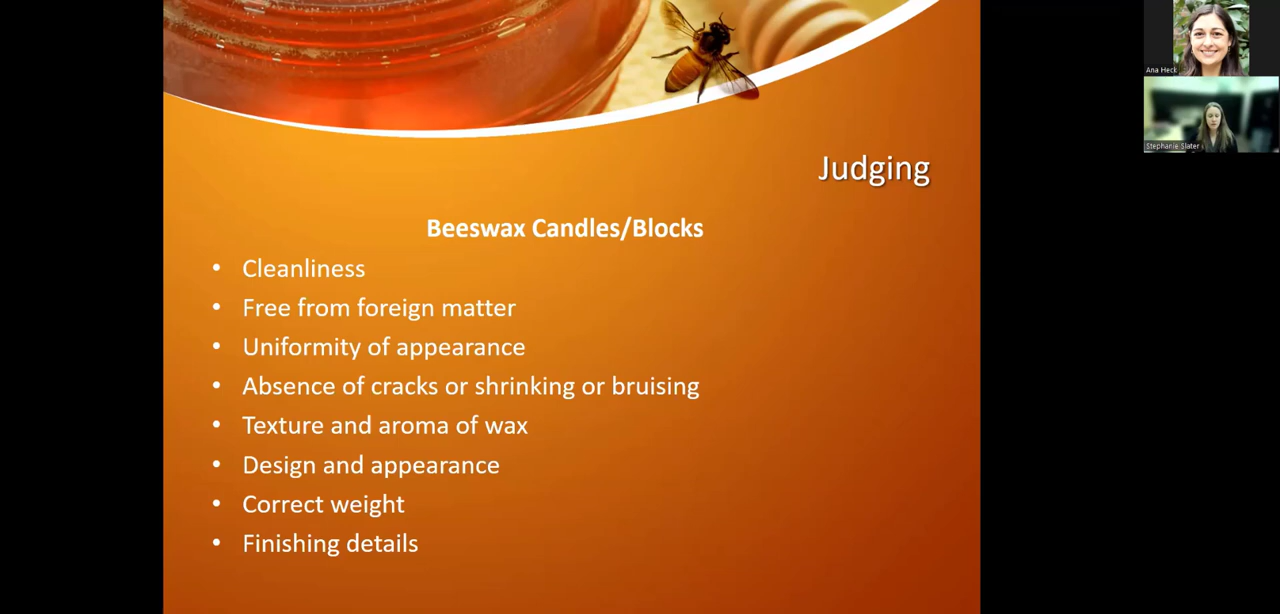 Judging
Beeswax Candles/Blocks
• Cleanliness
• Free from foreign matter
• Uniformity of appearance
• Absence of cracks or shrinking or bruising
• Texture and aroma of wax
• Design and appearance
• Correct weight
• Finishing details
Ana Heck
Stephanie Slater